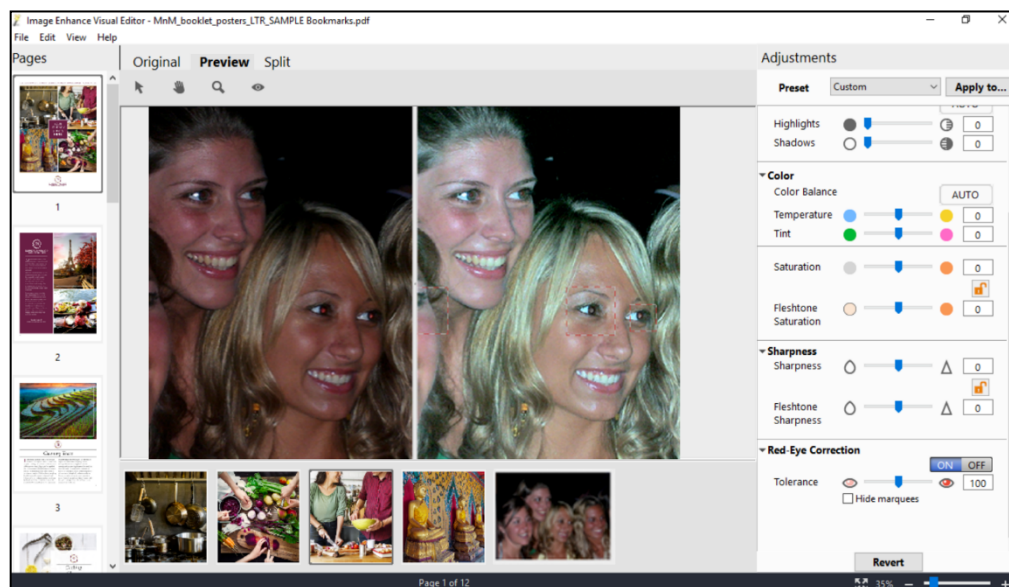 Image Enhance Visual Editor - MnM_booklet_posters_LTR_SAMPLE Bookmarks.pdf
File Edit View Help
Pages
Original Preview Split
Adjustments
Preset Custom Apply to...
AUTO
Highlights 0
Shadows 0
Color
Color Balance AUTO
Temperature 0
Tint 0
Saturation 0
Fleshtone
Saturation 0
Sharpness
Sharpness 0
Fleshtone
Sharpness 0
Red-Eye Correction
ON OFF
Tolerance 100
Hide marquees
Revert
1
2
3
Page 1 of 12
35%